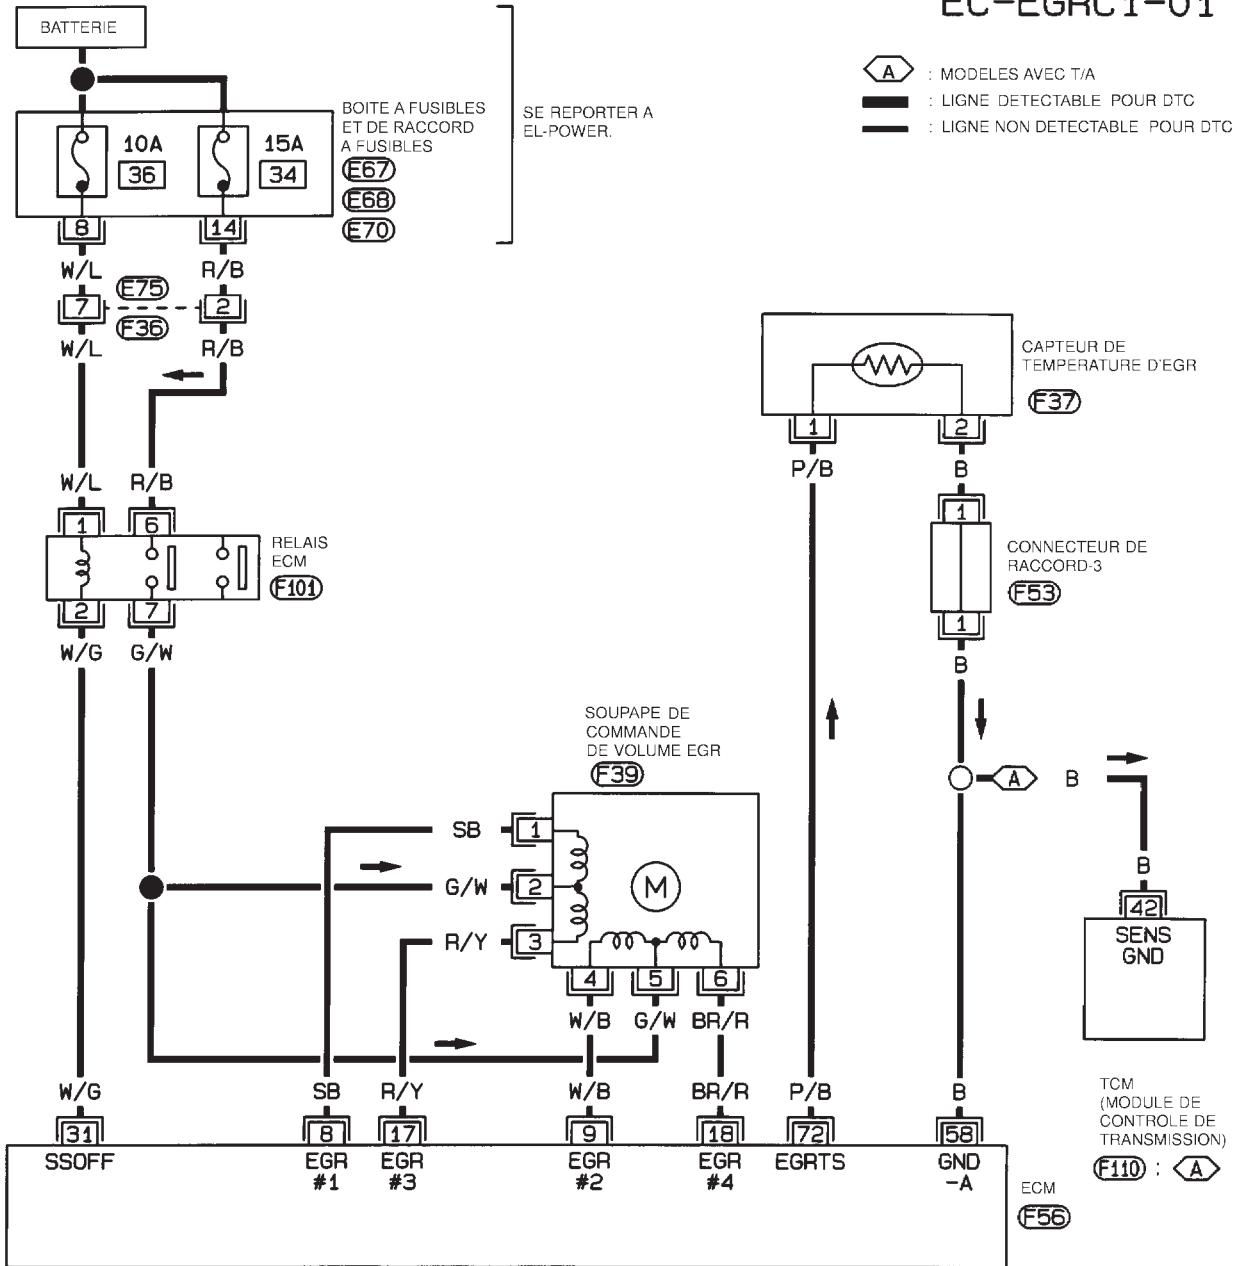 EC-EGRC1-01
BATTERIE
A : MODELES AVEC T/A
: LIGNE DETECTABLE POUR DTC
: LIGNE NON DETECTABLE POUR DTC
BOITE A FUSIBLES
ET DE RACCORD
A FUSIBLES
E67
E68
E70
SE REPORTER A
EL-POWER.
10A 15A
36 34
8 14
W/L R/B
E75
7 2
F36
W/L R/B
CAPTEUR DE
TEMPERATURE D'EGR
F37
1 2
P/B B
W/L R/B
1 6
RELAIS
ECM
F101
2 7
W/G G/W
1
CONNECTEUR DE
RACCORD-3
F53
1
B
SOUPAPE DE
COMMANDE
DE VOLUME EGR
F39
A B
SB 1
G/W 2
M
R/Y 3
4 5 6
W/B G/W BR/R
B
42
SENS
GND
TCM
(MODULE DE
CONTROLE DE
TRANSMISSION)
F110 : A
W/G SB R/Y W/B BR/R P/B B
31 8 17 9 18 72 58
SSOFF EGR EGR EGR EGR EGRTS GND
#1 #3 #2 #4 -A
ECM
F56